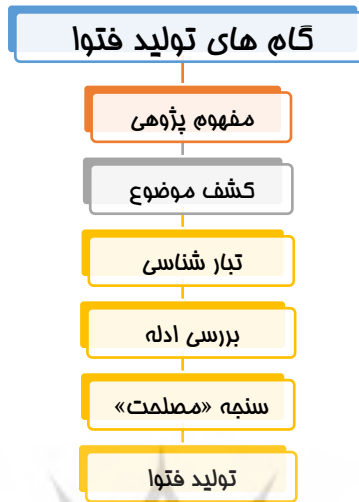 گام های تولید فتوا
مفهوم پژوهی
کشف موضوع
تبار شناسی
بررسی ادله
سنجه «مصلحت»
تولید فتوا